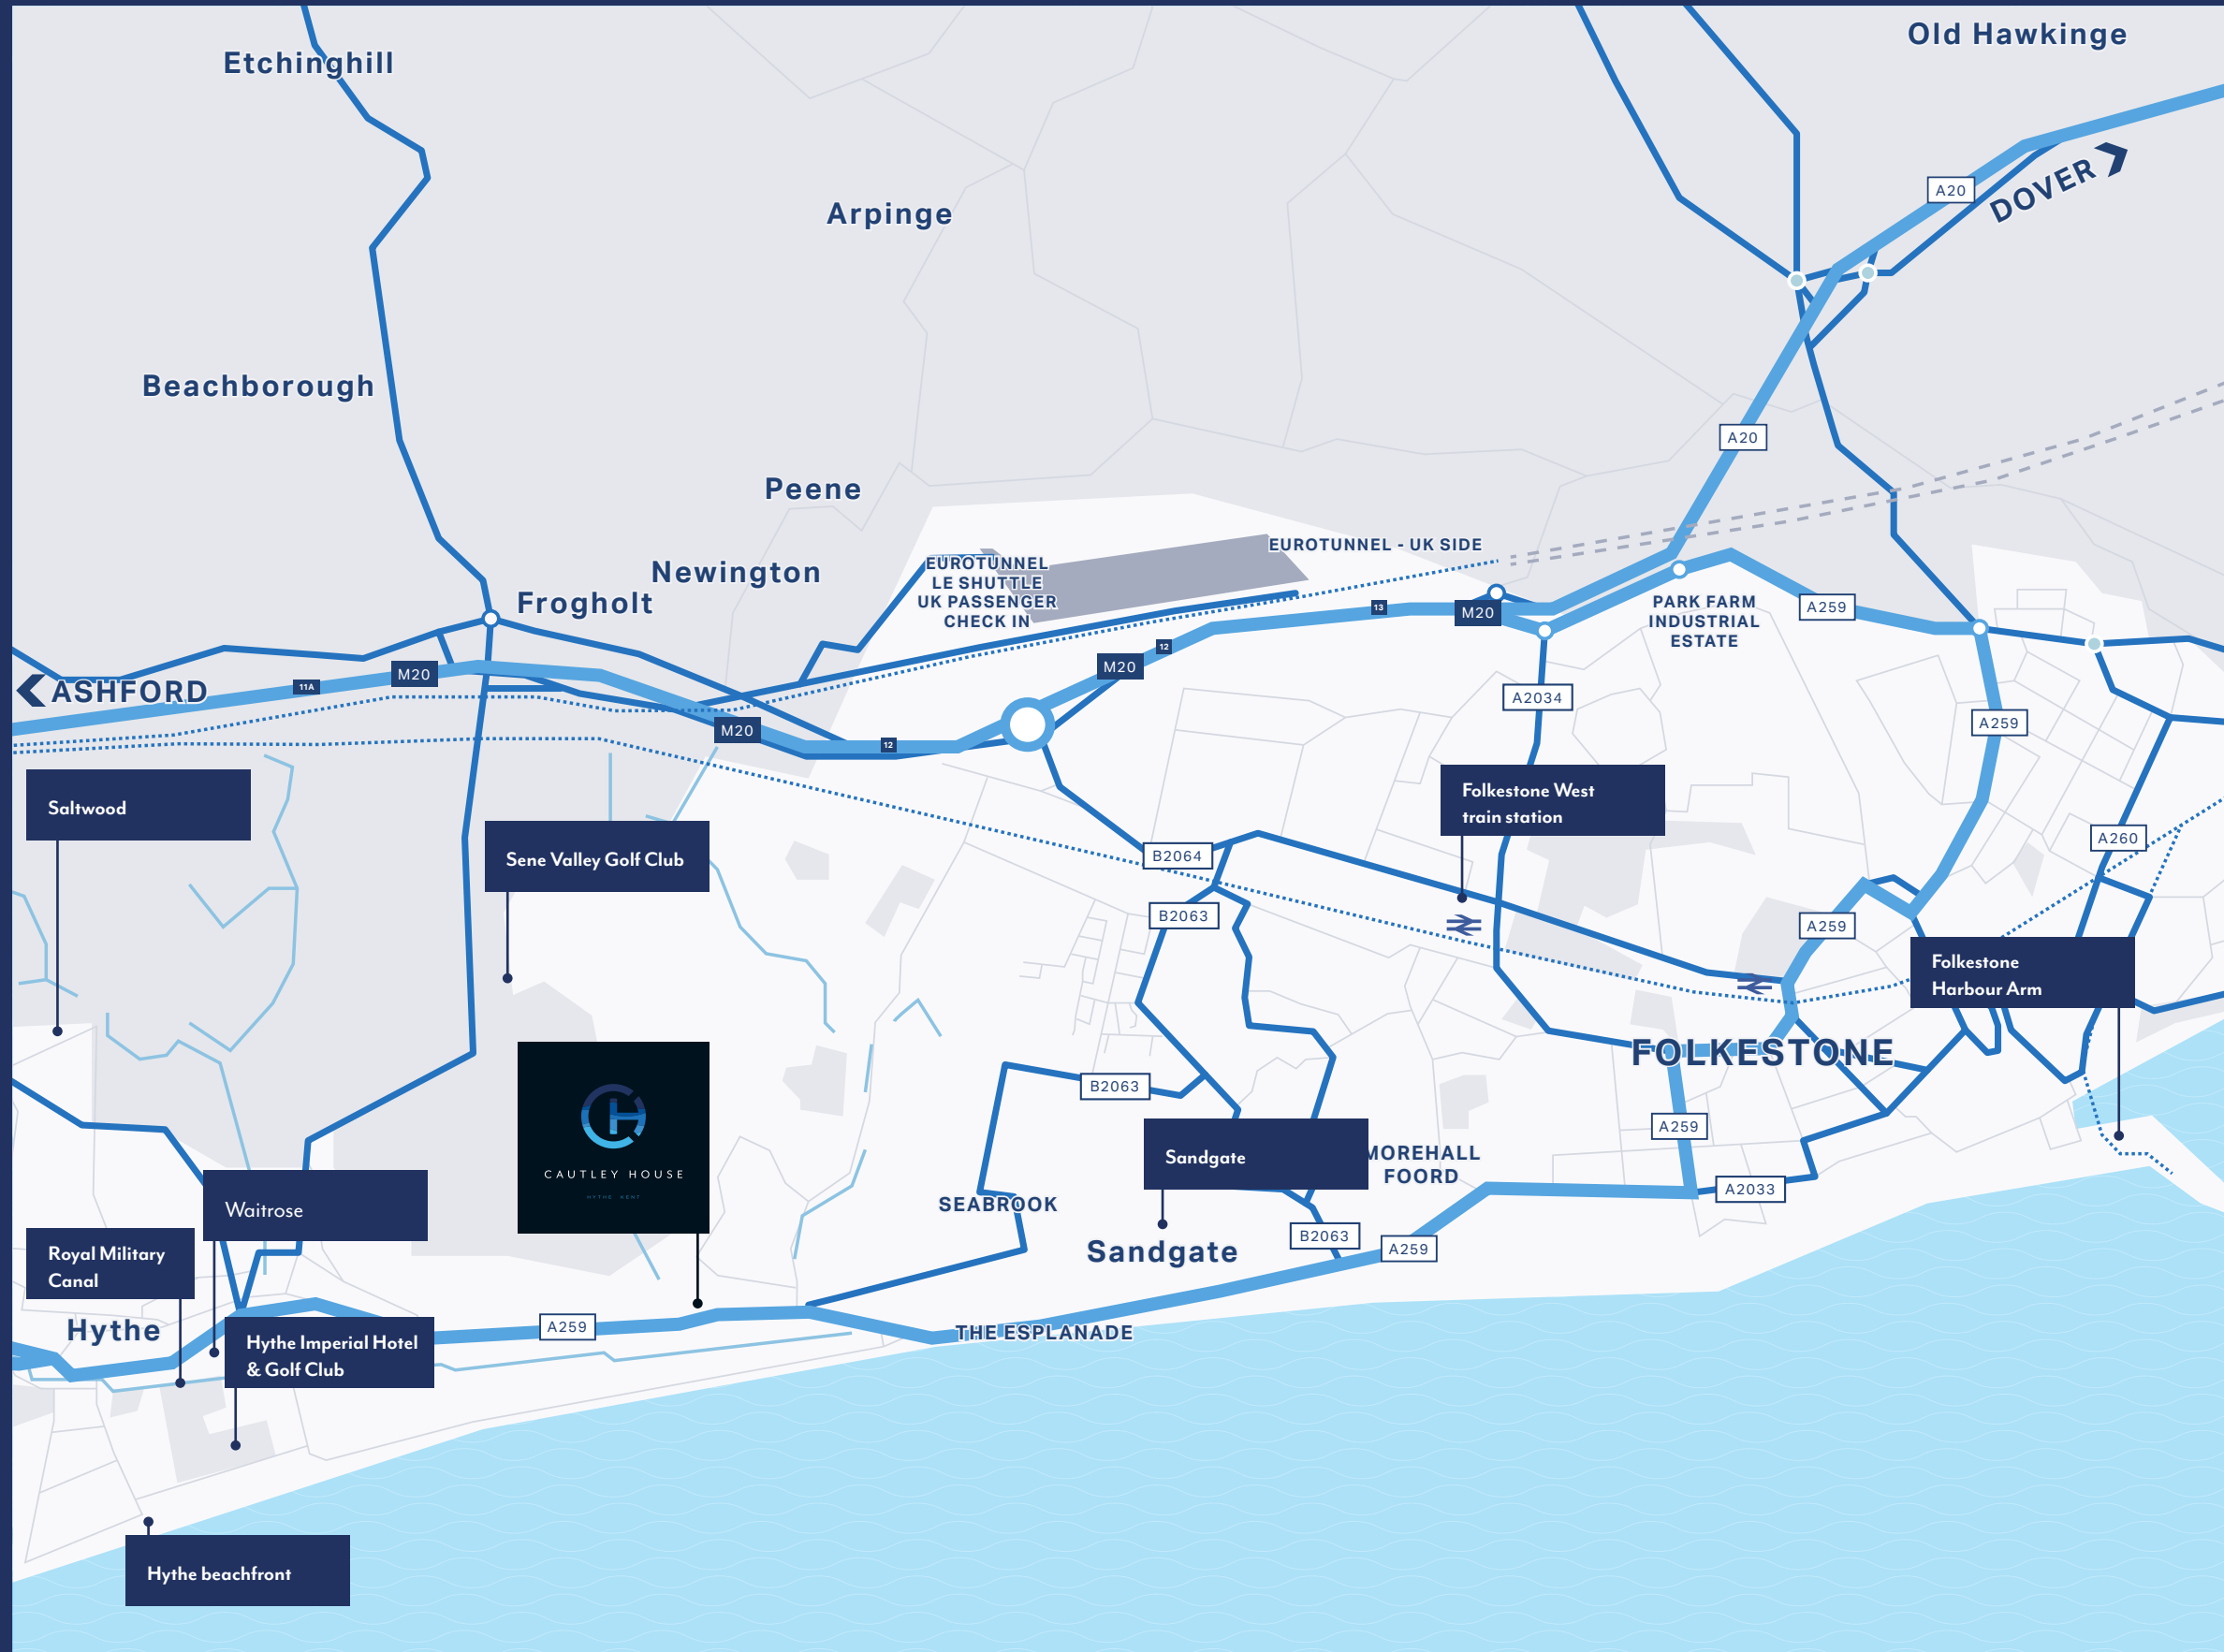 Old Hawkinge
Etchinghill
A20
DOVER
Arpinge
Beachborough
A20
Peene
EUROTUNNEL - UK SIDE
EUROTUNNEL
LE SHUTTLE
UK PASSENGER
CHECK IN
Newington
Frogholt
13
M20
PARK FARM
INDUSTRIAL
ESTATE
A259
12
M20
M20
11A
ASHFORD
A2034
A259
M20
12
Saltwood
Folkestone West
train station
Sene Valley Golf Club
B2064
A260
B2063
A259
Folkestone
Harbour Arm
FOLKESTONE
B2063
A259
CAUTLEY HOUSE
HYTHE KENT
Sandgate
MOREHALL
FOORD
A2033
SEABROOK
Waitrose
B2063
A259
Sandgate
Royal Military
Canal
Hythe
A259
THE ESPLANADE
Hythe Imperial Hotel
& Golf Club
Hythe beachfront